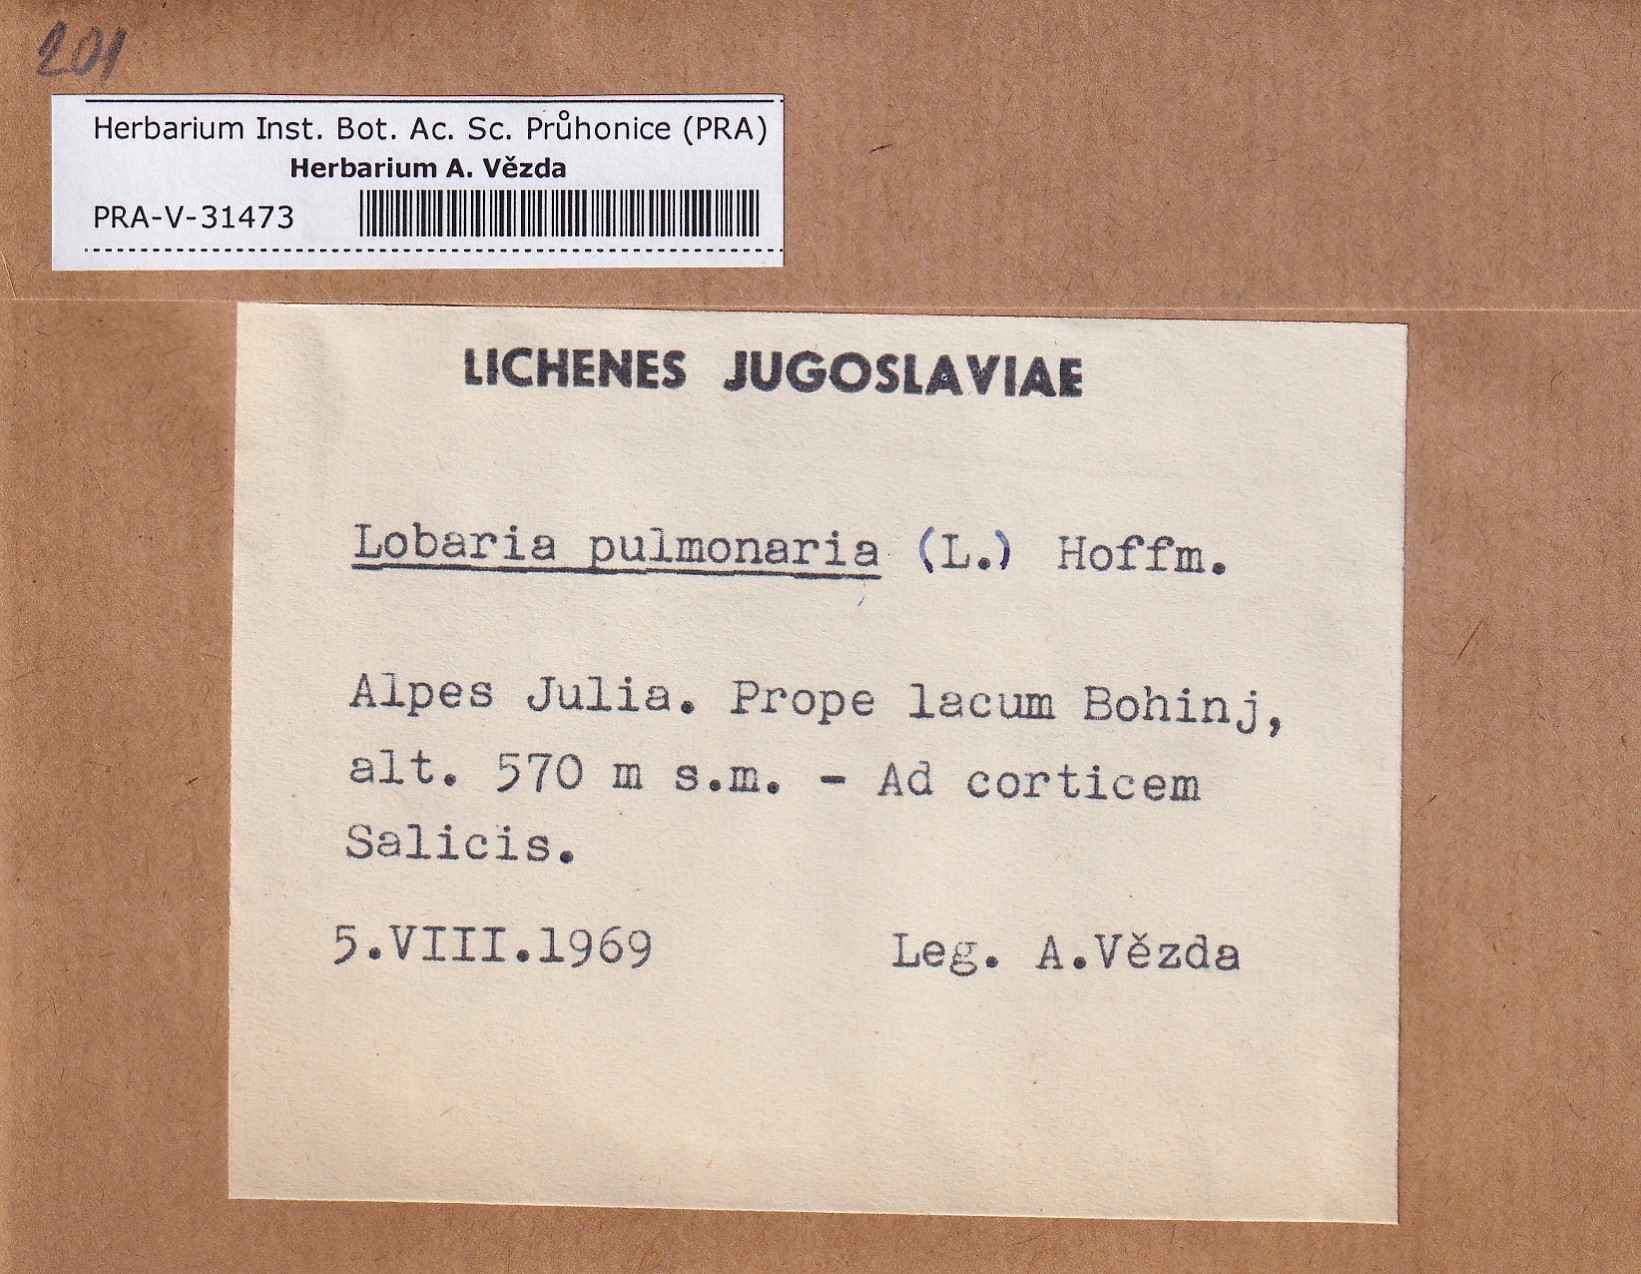 201
Herbarium Inst. Bot. Ac. Sc. Průhonice (PRA)
Herbarium A. Vězda
PRA-V-31473
LICHENES JUGOSLAVIAE
Lobaria pulmonaria (L.) Hoffm.
Alpes Julia. Prope lacum Bohinj,
alt. 570 m s.m. - Ad corticem
Salicis.
5.VIII.1969 Leg. A.Vězda